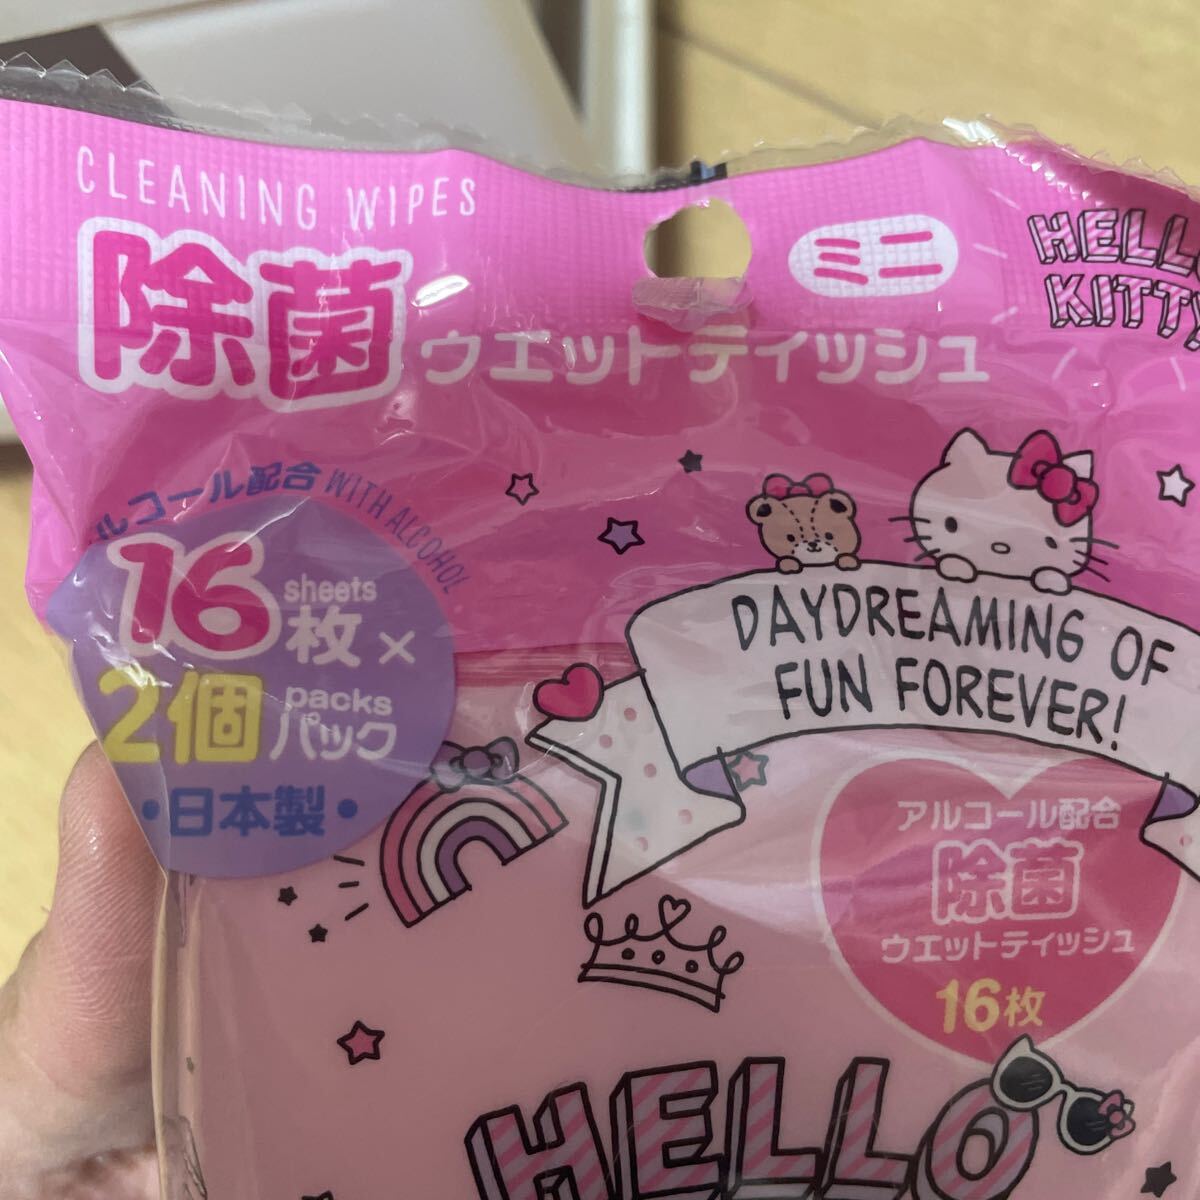 CLEANING WIPES
除菌
ウエットティッシュ
ミニ
HELLO
KITTY
アルコール配合 WITH ALCOHOL
16 sheets 枚×
2個 packs パック
・日本製・
DAYDREAMING OF
FUN FOREVER!
アルコール配合
除菌
ウエットティッシュ
16枚
HELLO